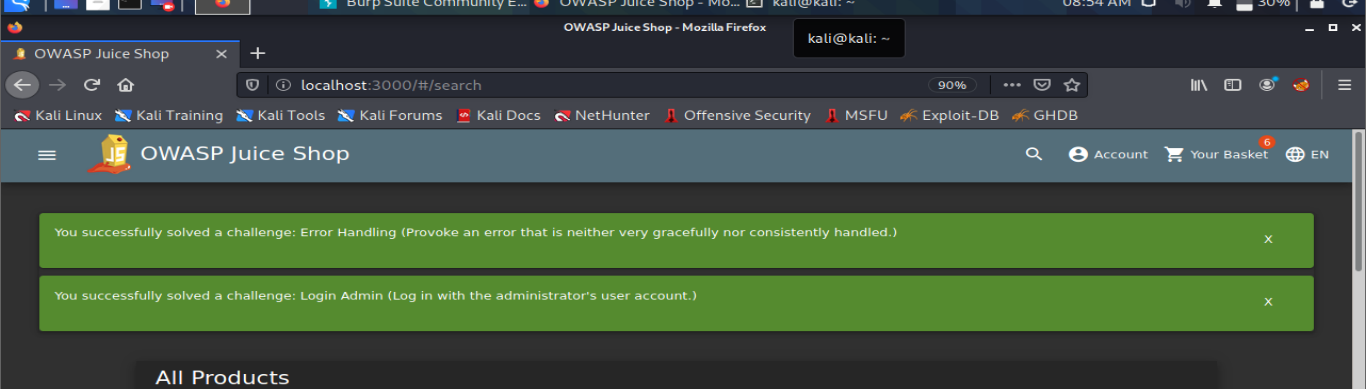 Burp Suite Community E...
OWASP Juice Shop - Mo...
kali@kali: ~
08:54 AM
30%
OWASP Juice Shop - Mozilla Firefox
kali@kali: ~
OWASP Juice Shop
localhost:3000/#/search
90%
Kali Linux
Kali Training
Kali Tools
Kali Forums
Kali Docs
NetHunter
Offensive Security
MSFU
Exploit-DB
GHDB
JS
OWASP Juice Shop
Account
Your Basket
6
EN
You successfully solved a challenge: Error Handling (Provoke an error that is neither very gracefully nor consistently handled.)
X
You successfully solved a challenge: Login Admin (Log in with the administrator's user account.)
X
All Products